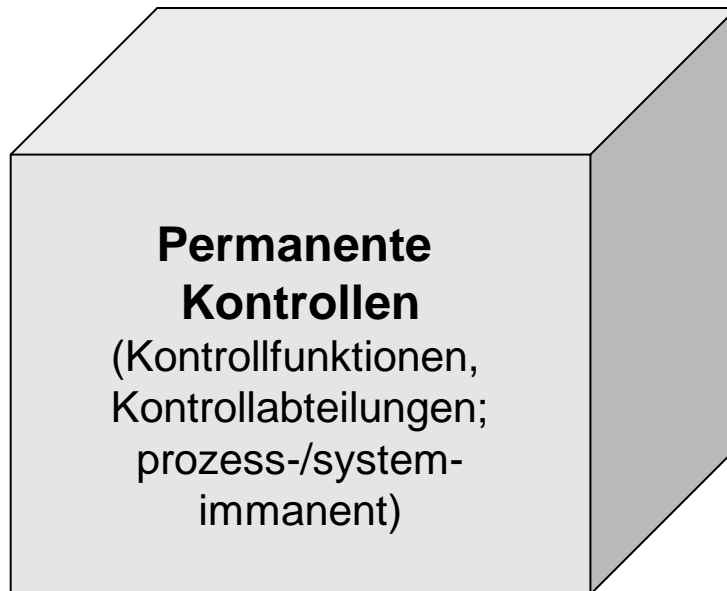 Permanente
Kontrollen
(Kontrollfunktionen,
Kontrollabteilungen;
prozess-/system-
immanent)